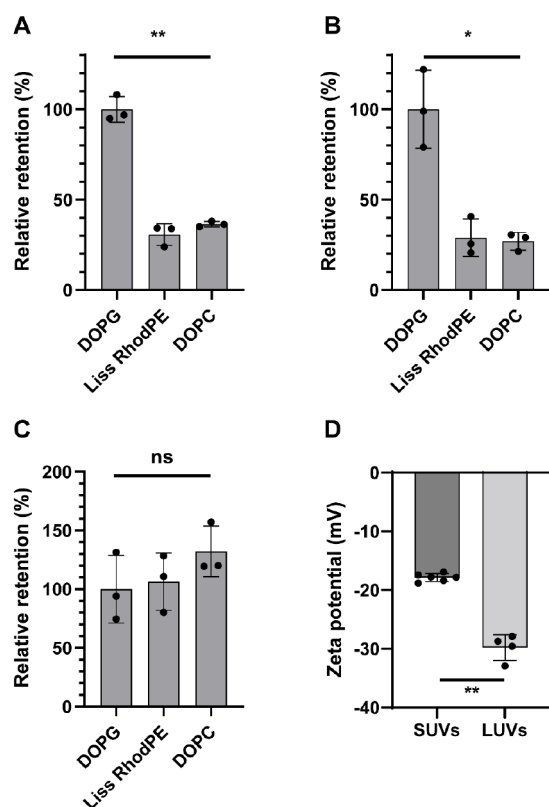 A
**
Relative retention (%)
100
50
0
DOPG
Liss RhodPE
DOPC
B
*
Relative retention (%)
100
50
0
DOPG
Liss RhodPE
DOPC
C
ns
Relative retention (%)
200
150
100
50
0
DOPG
Liss RhodPE
DOPC
D
Zeta potential (mV)
0
-10
-20
-30
-40
**
SUVs LUVs